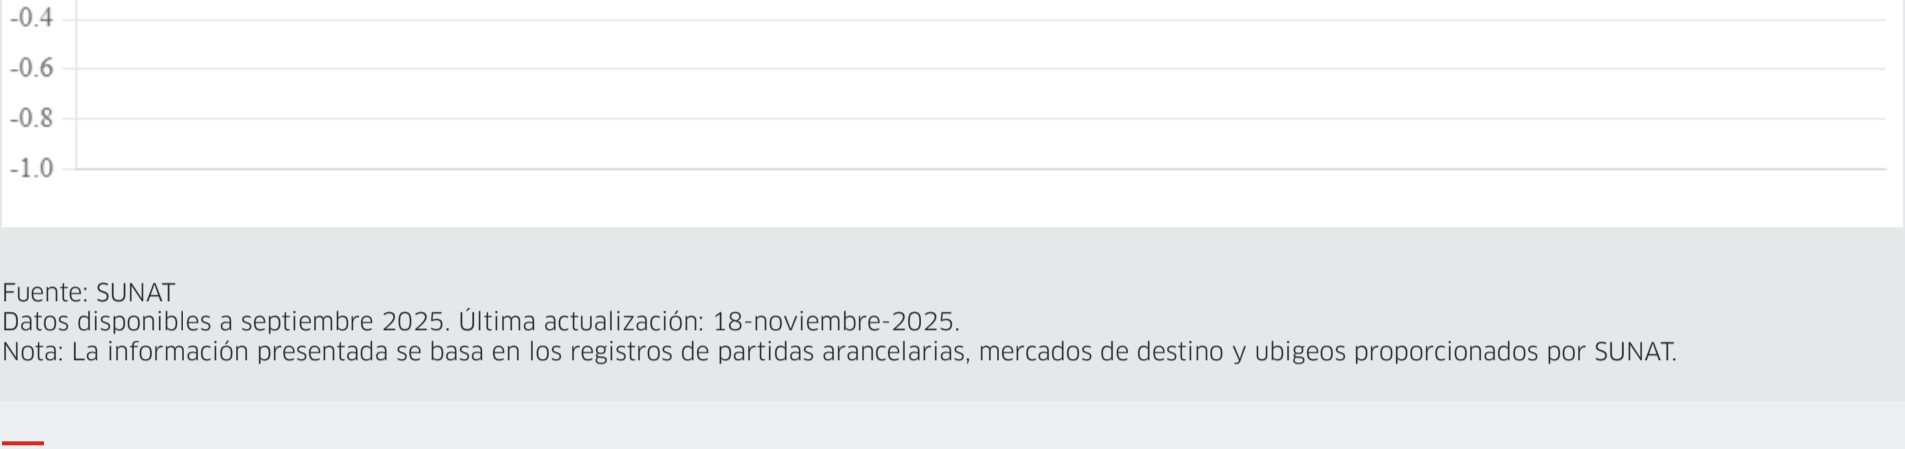 -0.4
-0.6
-0.8
-1.0
Fuente: SUNAT
Datos disponibles a septiembre 2025. Última actualización: 18-noviembre-2025.
Nota: La información presentada se basa en los registros de partidas arancelarias, mercados de destino y ubigeos proporcionados por SUNAT.